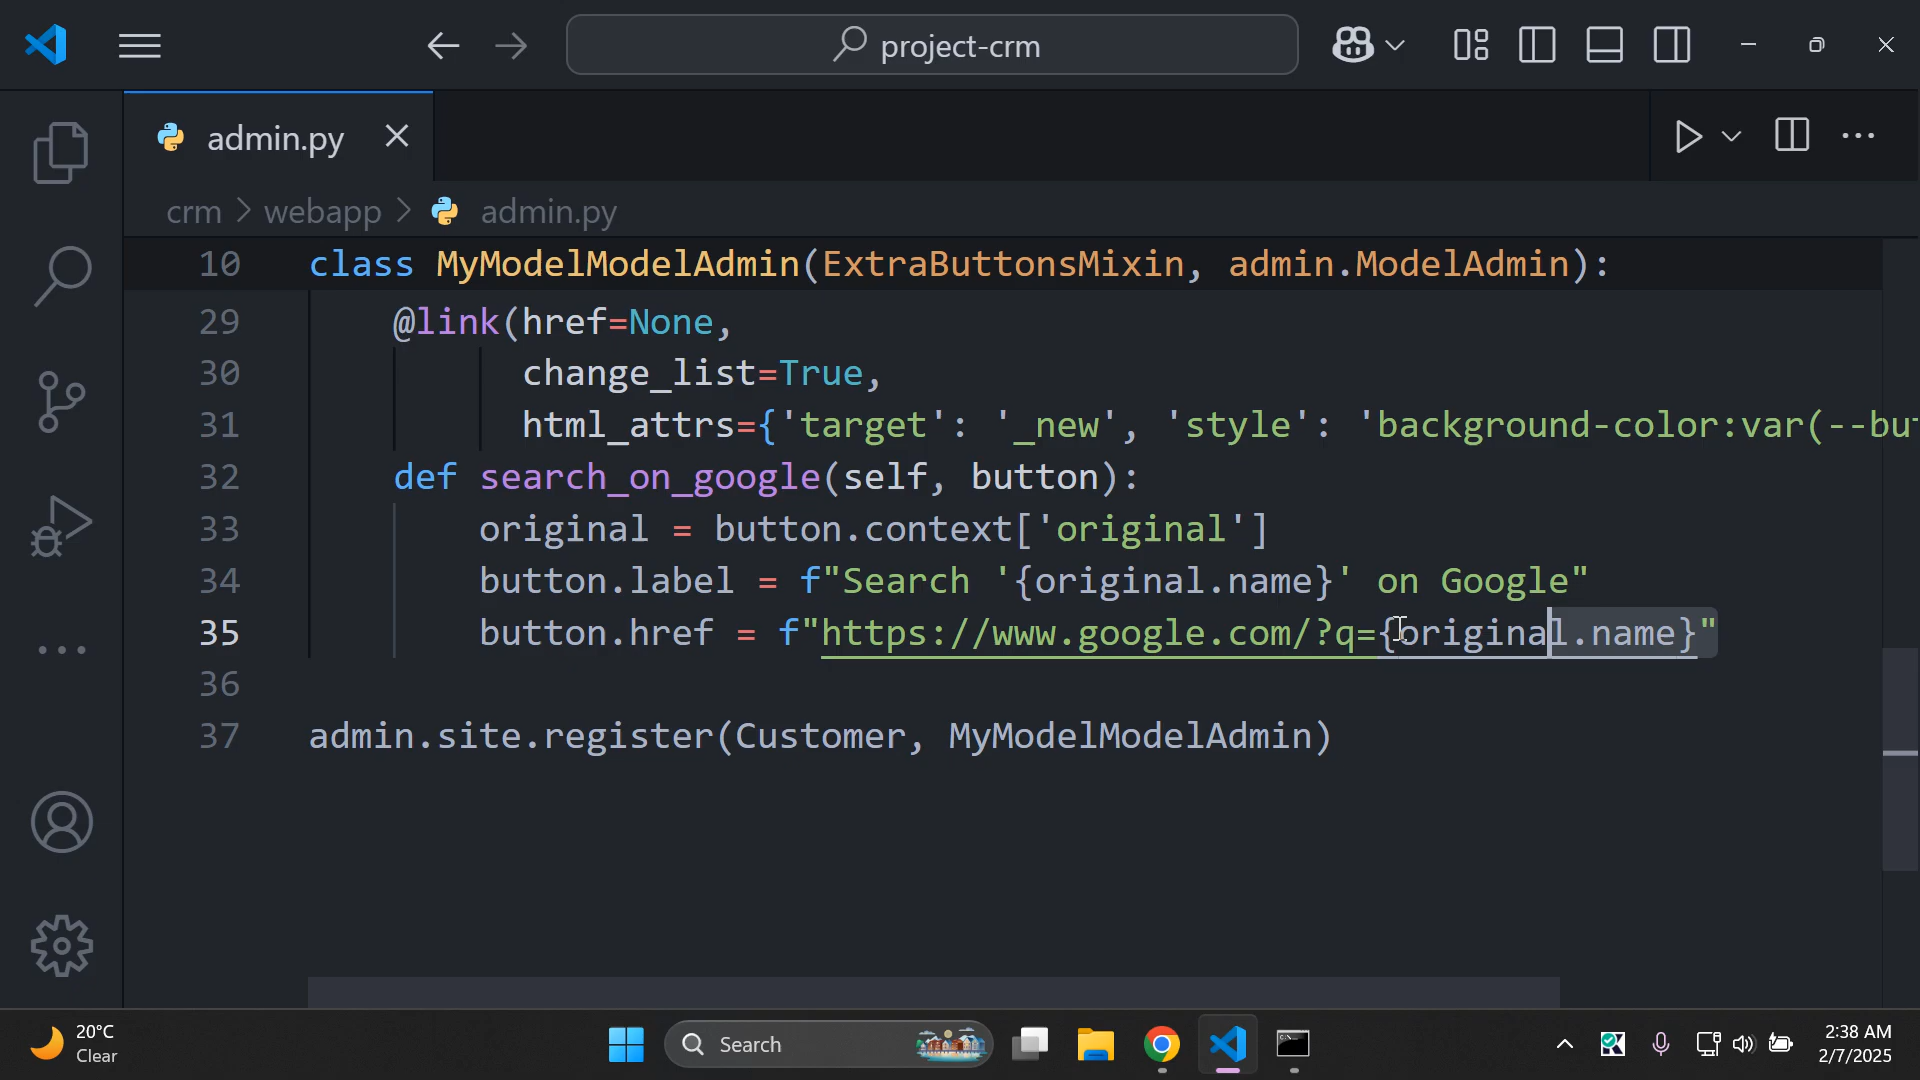 project-crm
admin.py
crm > webapp > admin.py
10 class MyModelModelAdmin(ExtraButtonsMixin, admin.ModelAdmin):
29 @link(href=None,
30 change_list=True,
31 html_attrs={'target': '_new', 'style': 'background-color:var(--but
32 def search_on_google(self, button):
33 original = button.context['original']
34 button.label = f"Search '{original.name}' on Google"
35 button.href = f"https://www.google.com/?q={original.name}"
36
37 admin.site.register(Customer, MyModelModelAdmin)
20°C
Clear
Search
2:38 AM
2/7/2025